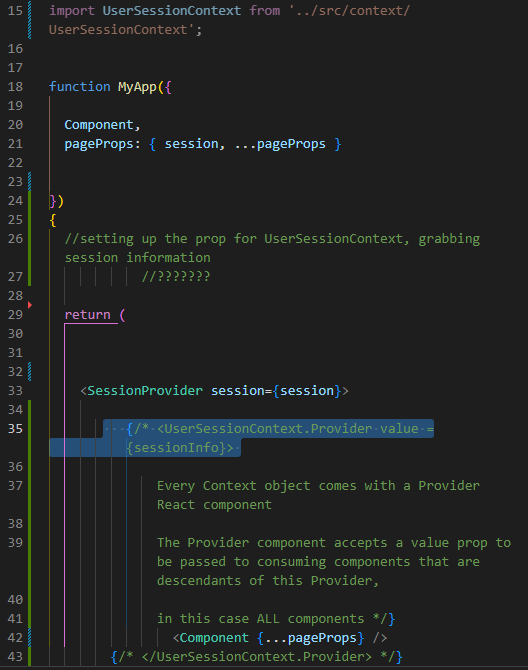 15 import UserSessionContext from '../src/context/
UserSessionContext';
16
17
18 function MyApp({
19
20 Component,
21 pageProps: { session, ...pageProps }
22
23
24 })
25 {
26 //setting up the prop for UserSessionContext, grabbing
session information
27 //???????
28
29 return (
30
31
32
33 <SessionProvider session={session}>
34
35 {/* <UserSessionContext.Provider value =
{sessionInfo}>
36
37 Every Context object comes with a Provider
React component
38
39 The Provider component accepts a value prop to
be passed to consuming components that are
descendants of this Provider,
40
41 in this case ALL components */}
42 <Component {...pageProps} />
43 {/* </UserSessionContext.Provider> */}